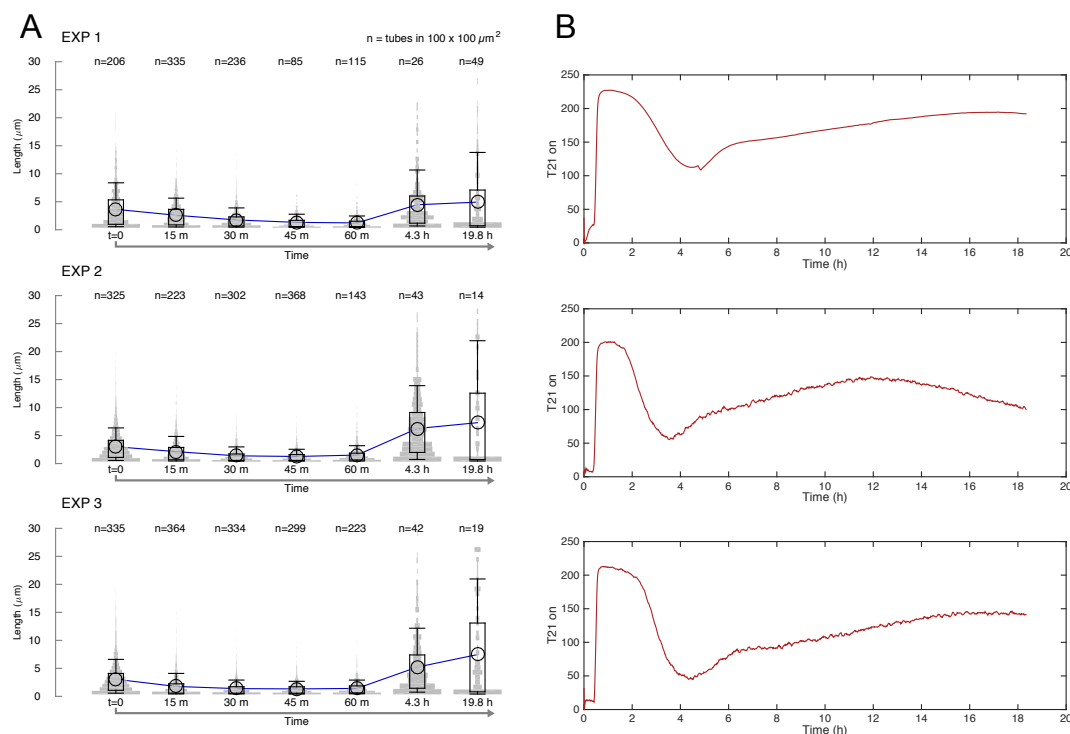 A
EXP 1
n = tubes in 100 x 100 μm²
n=206 n=335 n=236 n=85 n=115 n=26 n=49
30
25
20
15
10
5
0
Length (μm)
t=0 15 m 30 m 45 m 60 m 4.3 h 19.8 h
Time
EXP 2
n=325 n=223 n=302 n=368 n=143 n=43 n=14
30
25
20
15
10
5
0
Length (μm)
t=0 15 m 30 m 45 m 60 m 4.3 h 19.8 h
Time
EXP 3
n=335 n=364 n=334 n=299 n=223 n=42 n=19
30
25
20
15
10
5
0
Length (μm)
t=0 15 m 30 m 45 m 60 m 4.3 h 19.8 h
Time
B
250
200
150
100
50
0
T21 on
0 2 4 6 8 10 12 14 16 18 20
Time (h)
250
200
150
100
50
0
T21 on
0 2 4 6 8 10 12 14 16 18 20
Time (h)
250
200
150
100
50
0
T21 on
0 2 4 6 8 10 12 14 16 18 20
Time (h)